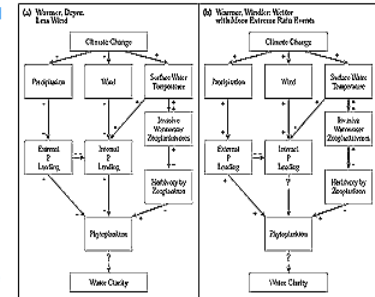 (a) Warmer, Dryer,
Less Wind
Climate Change
Precipitation
Wind
Surface Water
Temperature
Invasive
Warmwater
Zooplanktivores
External
P
Loading
Internal
P
Loading
Herbivory by
Zooplankton
Phytoplankton
?
Water Clarity
(b) Warmer, Windier, Wetter
with More Extreme Rain Events
Climate Change
Precipitation
Wind
Surface Water
Temperature
Invasive
Warmwater
Zooplanktivores
External
P
Loading
Internal
P
Loading
?
Herbivory by
Zooplankton
Phytoplankton
?
Water Clarity